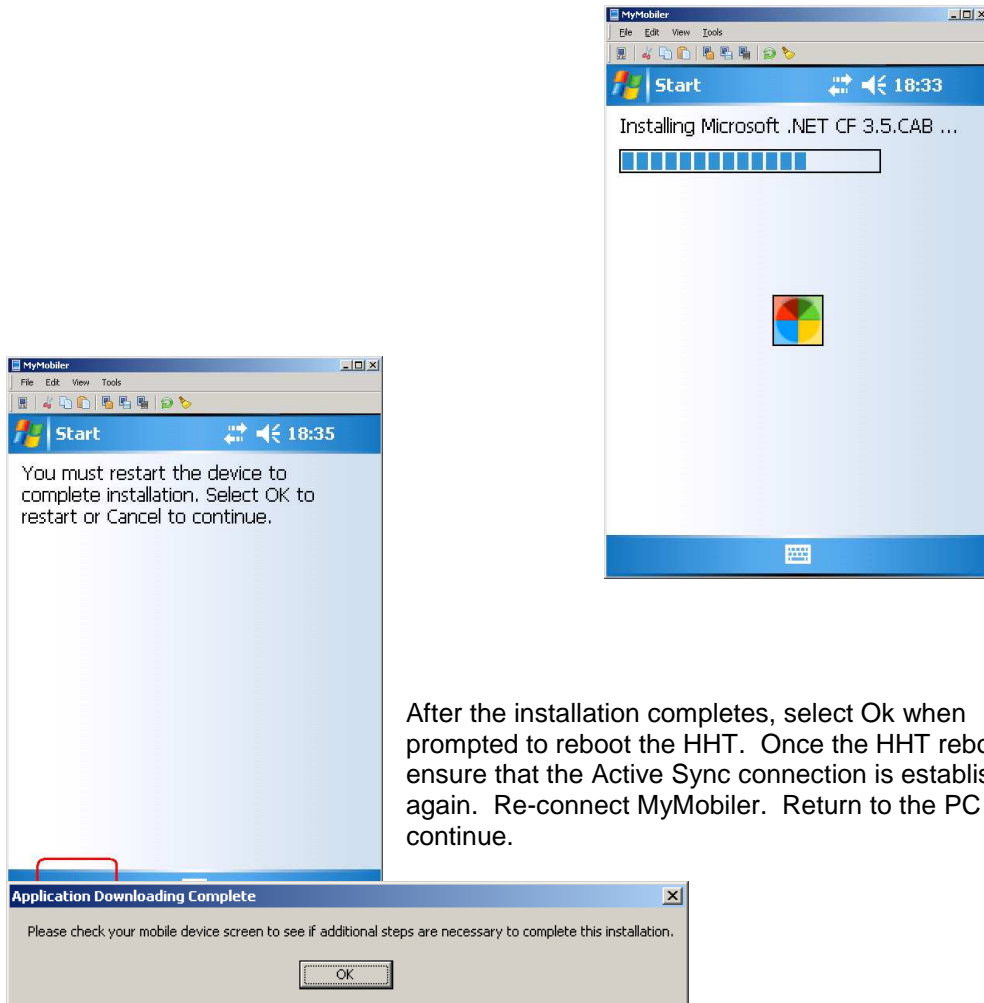 MyMobiler
File Edit View Tools
Start 18:33
Installing Microsoft .NET CF 3.5.CAB ...
MyMobiler
File Edit View Tools
Start 18:35
You must restart the device to
complete installation. Select OK to
restart or Cancel to continue.
After the installation completes, select Ok when
prompted to reboot the HHT. Once the HHT
ensure that the Active Sync connection is
again. Re-connect MyMobiler. Return to the PC
continue.
Application Downloading Complete
Please check your mobile device screen to see if additional steps are necessary to complete this installation.
OK